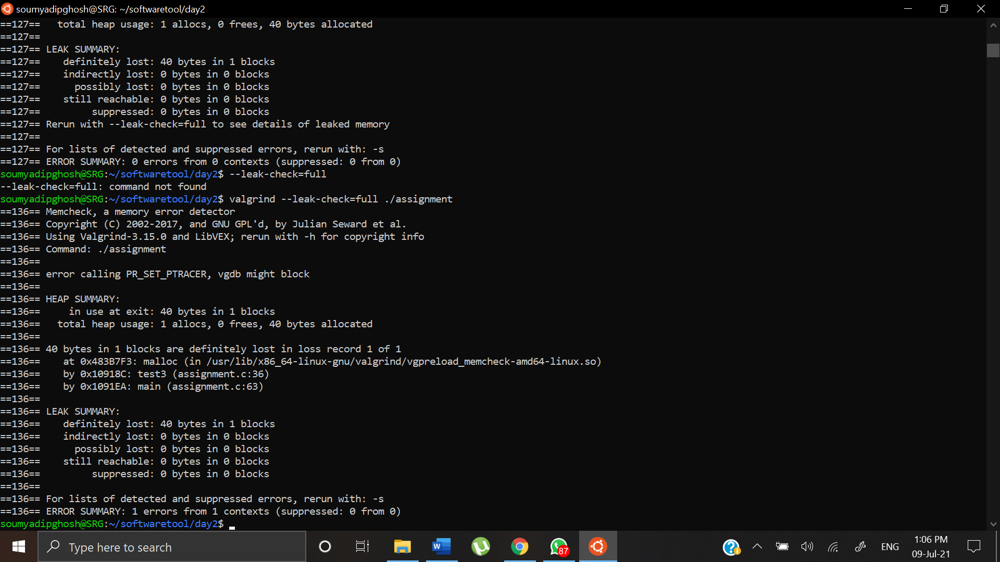 soumyadipghosh@SRG: ~/softwaretool/day2
==127==   total heap usage: 1 allocs, 0 frees, 40 bytes allocated
==127==
==127== LEAK SUMMARY:
==127==    definitely lost: 40 bytes in 1 blocks
==127==    indirectly lost: 0 bytes in 0 blocks
==127==      possibly lost: 0 bytes in 0 blocks
==127==    still reachable: 0 bytes in 0 blocks
==127==         suppressed: 0 bytes in 0 blocks
==127== Rerun with --leak-check=full to see details of leaked memory
==127==
==127== For lists of detected and suppressed errors, rerun with: -s
==127== ERROR SUMMARY: 0 errors from 0 contexts (suppressed: 0 from 0)
soumyadipghosh@SRG:~/softwaretool/day2$ --leak-check=full
--leak-check=full: command not found
soumyadipghosh@SRG:~/softwaretool/day2$ valgrind --leak-check=full ./assignment
==136== Memcheck, a memory error detector
==136== Copyright (C) 2002-2017, and GNU GPL'd, by Julian Seward et al.
==136== Using Valgrind-3.15.0 and LibVEX; rerun with -h for copyright info
==136== Command: ./assignment
==136==
==136== error calling PR_SET_PTRACER, vgdb might block
==136==
==136== HEAP SUMMARY:
==136==     in use at exit: 40 bytes in 1 blocks
==136==   total heap usage: 1 allocs, 0 frees, 40 bytes allocated
==136==
==136== 40 bytes in 1 blocks are definitely lost in loss record 1 of 1
==136==    at 0x483B7F3: malloc (in /usr/lib/x86_64-linux-gnu/valgrind/vgpreload_memcheck-amd64-linux.so)
==136==    by 0x10918C: test3 (assignment.c:36)
==136==    by 0x1091EA: main (assignment.c:63)
==136==
==136== LEAK SUMMARY:
==136==    definitely lost: 40 bytes in 1 blocks
==136==    indirectly lost: 0 bytes in 0 blocks
==136==      possibly lost: 0 bytes in 0 blocks
==136==    still reachable: 0 bytes in 0 blocks
==136==         suppressed: 0 bytes in 0 blocks
==136==
==136== For lists of detected and suppressed errors, rerun with: -s
==136== ERROR SUMMARY: 1 errors from 1 contexts (suppressed: 0 from 0)
soumyadipghosh@SRG:~/softwaretool/day2$
Type here to search
W
87
ENG
1:06 PM
09-Jul-21